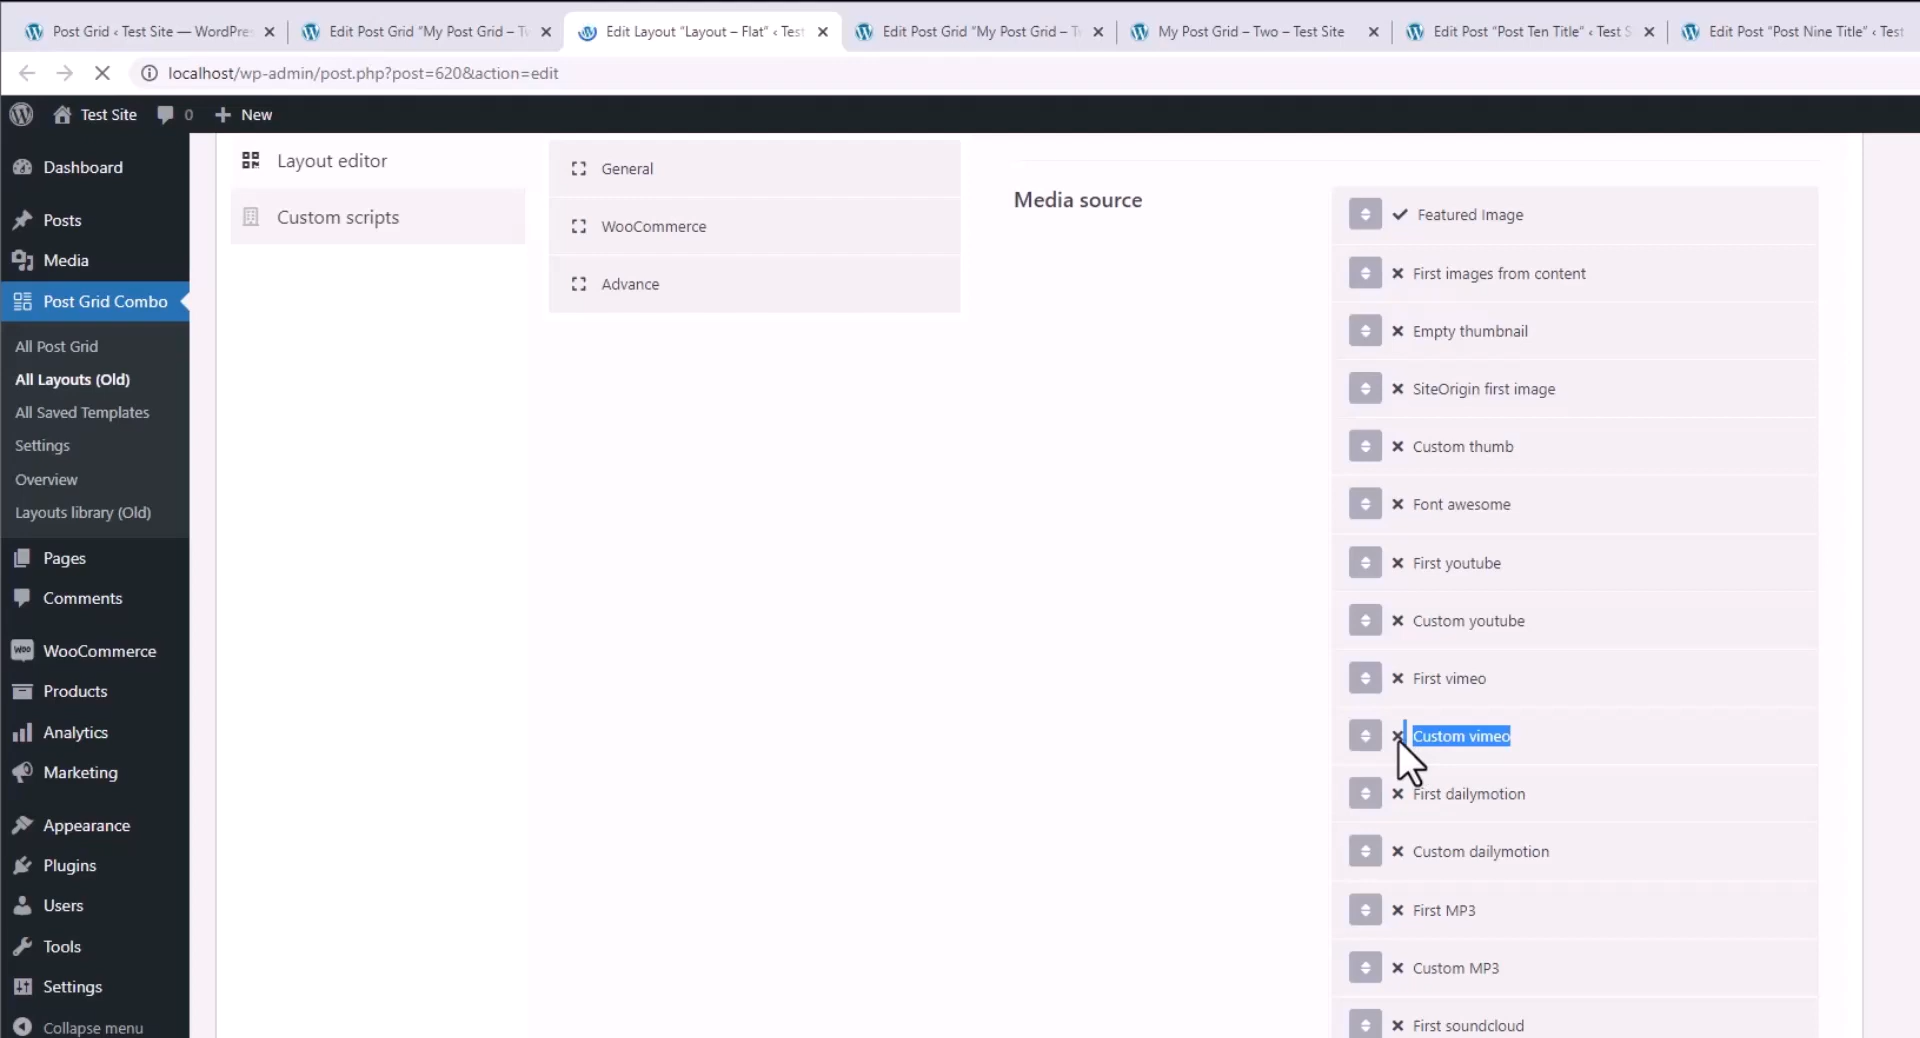 Post Grid ‹ Test Site — WordPre
Edit Post Grid “My Post Grid – T
Edit Layout “Layout – Flat” ‹ Test
Edit Post Grid “My Post Grid – T
My Post Grid – Two – Test Site
Edit Post “Post Ten Title” ‹ Test S
Edit Post “Post Nine Title” ‹ Test
localhost/wp-admin/post.php?post=620&action=edit
Test Site
0
New
Dashboard
Posts
Media
Post Grid Combo
All Post Grid
All Layouts (Old)
All Saved Templates
Settings
Overview
Layouts library (Old)
Pages
Comments
Woo
WooCommerce
Products
Analytics
Marketing
Appearance
Plugins
Users
Tools
Settings
Collapse menu
Layout editor
Custom scripts
General
WooCommerce
Advance
Media source
Featured Image
First images from content
Empty thumbnail
SiteOrigin first image
Custom thumb
Font awesome
First youtube
Custom youtube
First vimeo
Custom vimeo
First dailymotion
Custom dailymotion
First MP3
Custom MP3
First soundcloud